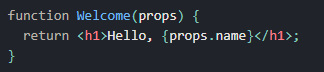 function Welcome(props) {
  return <h1>Hello, {props.name}</h1>;
}